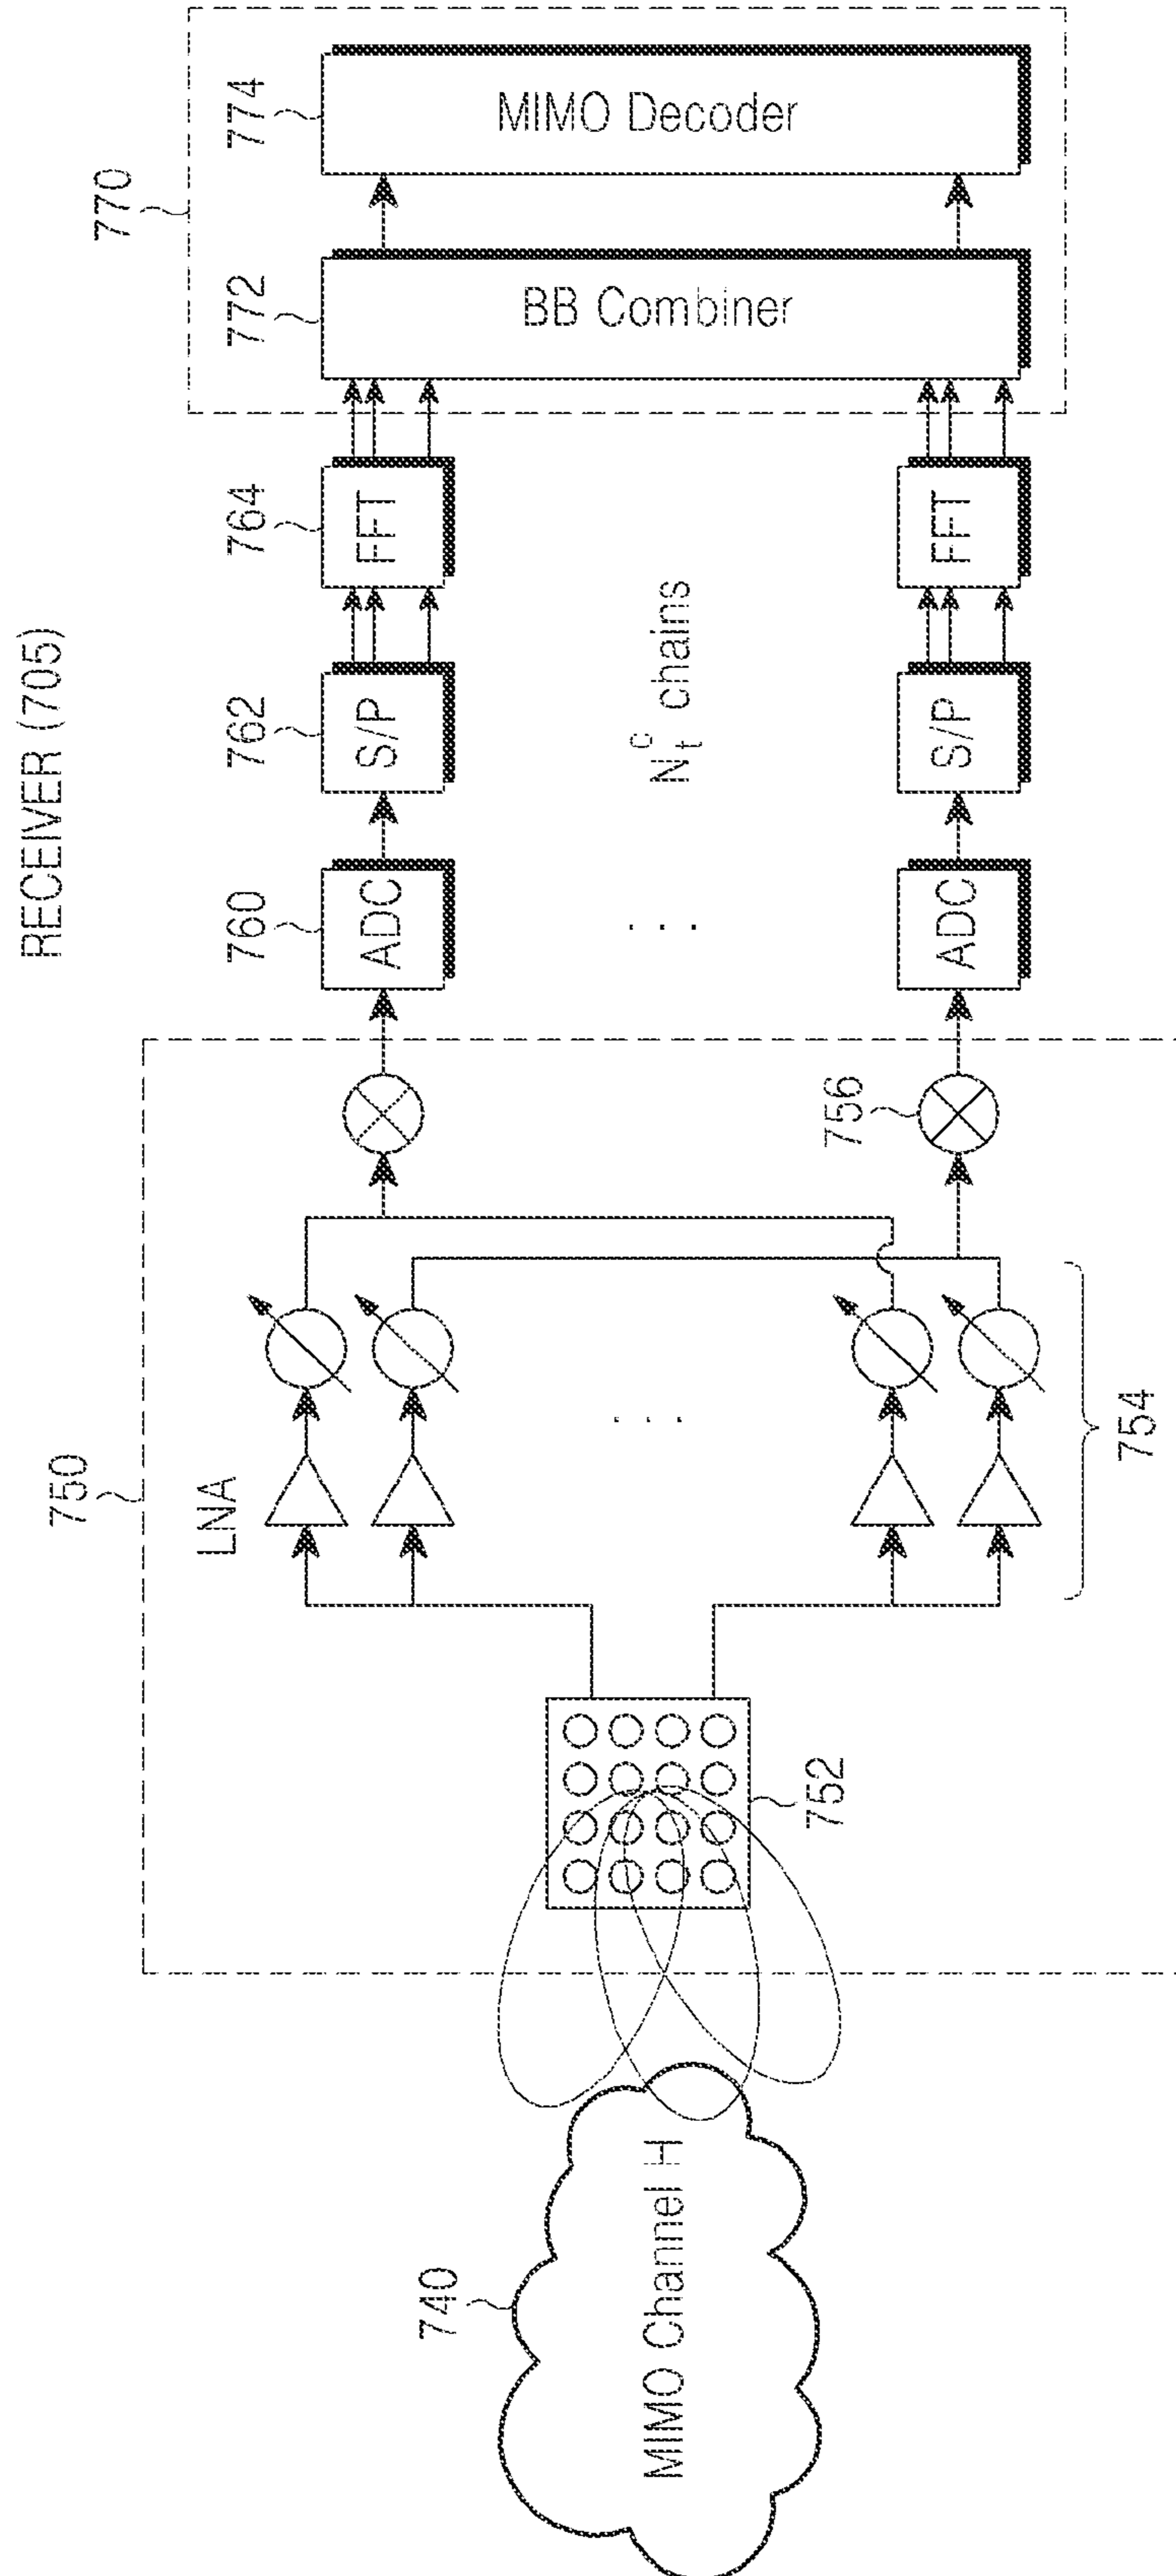 RECEIVER (705)
770
774
MIMO Decoder
772
BB Combiner
764
FFT
FFT
762
S/P
S/P
N_t^c chains
760
ADC
ADC
. . .
750
756
LNA
. . .
754
752
740
MIMO Channel H